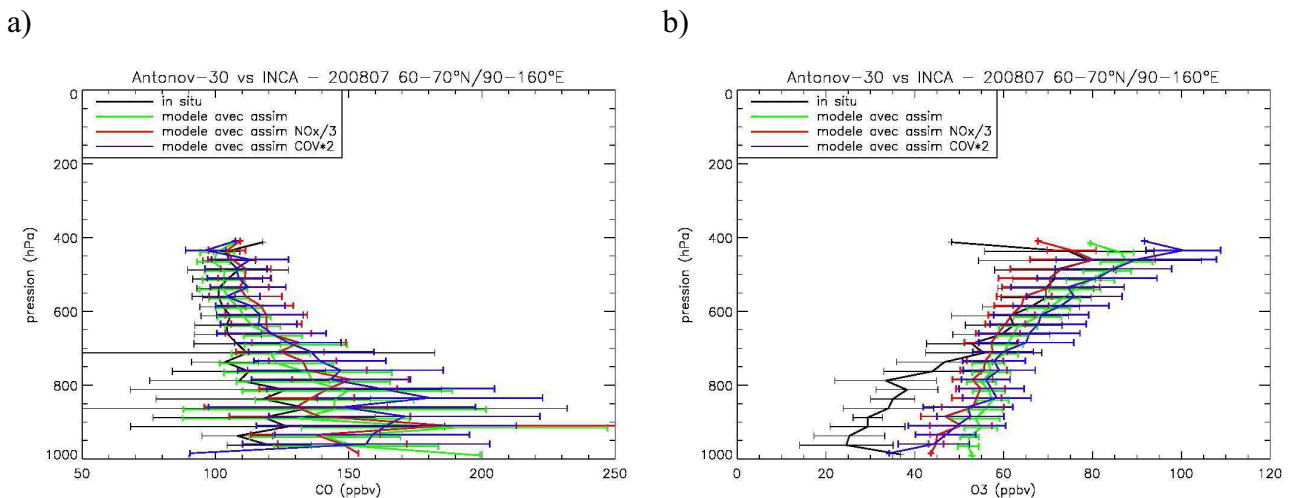 a)
b)
Antonov-30 vs INCA - 200807 60-70°N/90-160°E
in situ
modele avec assim
modele avec assim NOx/3
modele avec assim COV*2
0
200
400
600
800
1000
pression (hPa)
50
100
150
200
250
CO (ppbv)
Antonov-30 vs INCA - 200807 60-70°N/90-160°E
in situ
modele avec assim
modele avec assim NOx/3
modele avec assim COV*2
0
200
400
600
800
1000
pression (hPa)
0
20
40
60
80
100
120
O3 (ppbv)